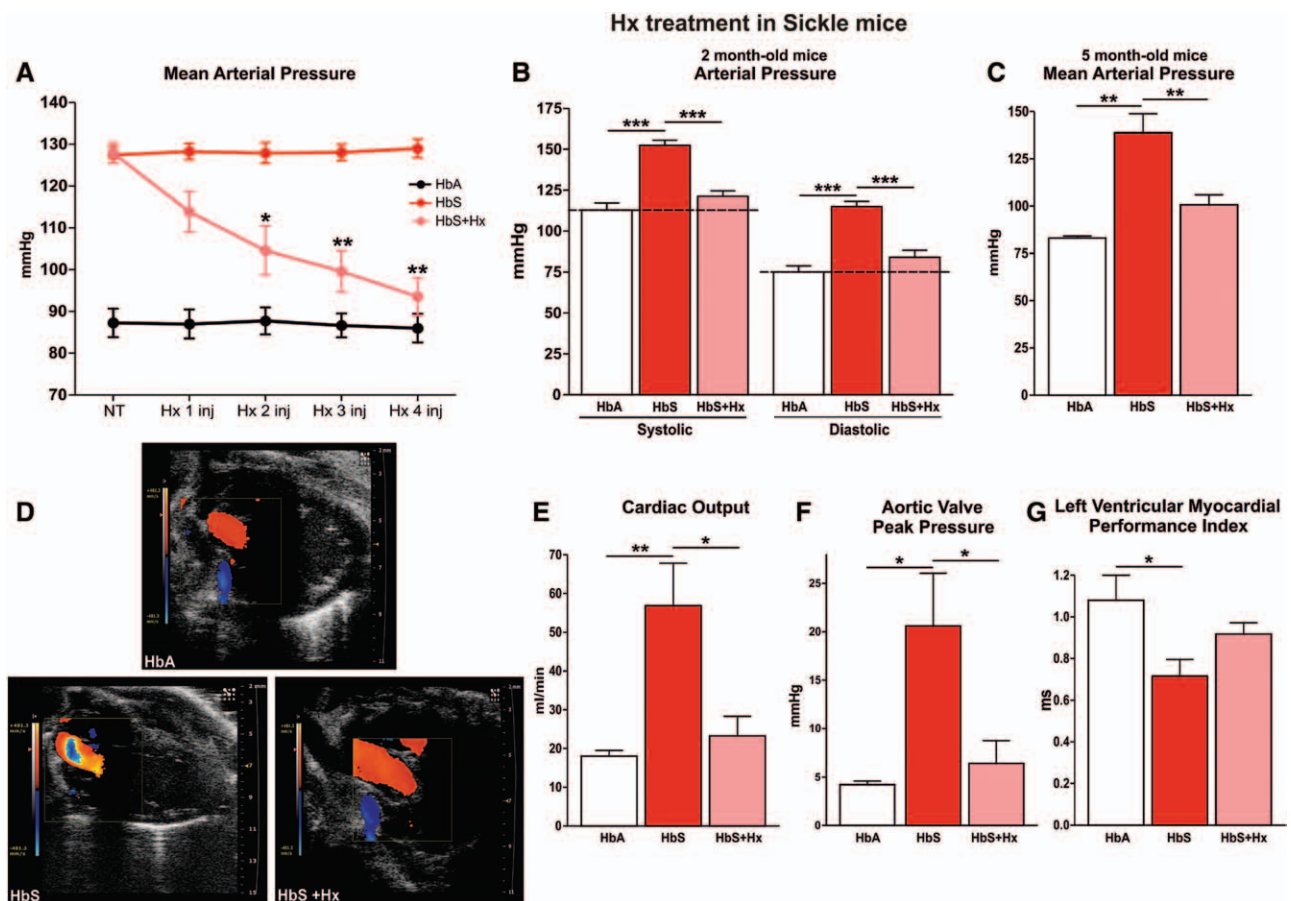 Hx treatment in Sickle mice
A
Mean Arterial Pressure
140
130
120
110
100
90
80
70
mmHg
HbA
HbS
HbS+Hx
*
**
**
NT
Hx 1 inj
Hx 2 inj
Hx 3 inj
Hx 4 inj
B
2 month-old mice
Arterial Pressure
175
150
125
100
75
50
25
0
mmHg
***
***
***
***
HbA
HbS
HbS+Hx
HbA
HbS
HbS+Hx
Systolic
Diastolic
C
5 month-old mice
Mean Arterial Pressure
150
125
100
75
50
25
0
mmHg
**
**
HbA
HbS
HbS+Hx
D
HbA
HbS
HbS +Hx
E
Cardiac Output
70
60
50
40
30
20
10
0
ml/min
**
*
HbA
HbS
HbS+Hx
F
Aortic Valve
Peak Pressure
25
20
15
10
5
0
mmHg
*
*
HbA
HbS
HbS+Hx
G
Left Ventricular Myocardial
Performance Index
1.2
1.0
0.8
0.6
0.4
0.2
0.0
ms
*
HbA
HbS
HbS+Hx